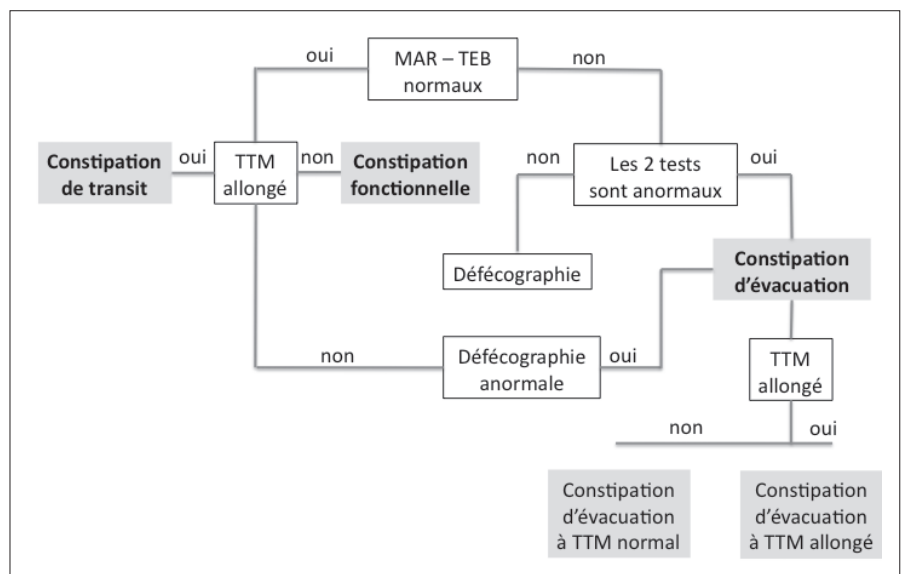 oui
MAR – TEB
normaux
non
Constipation
de transit
oui
TTM
allongé
non
Constipation
fonctionnelle
non
Les 2 tests
sont anormaux
oui
Défécographie
Constipation
d’évacuation
non
Défécographie
anormale
oui
TTM
allongé
non
oui
Constipation
d’évacuation
à TTM normal
Constipation
d’évacuation
à TTM allongé